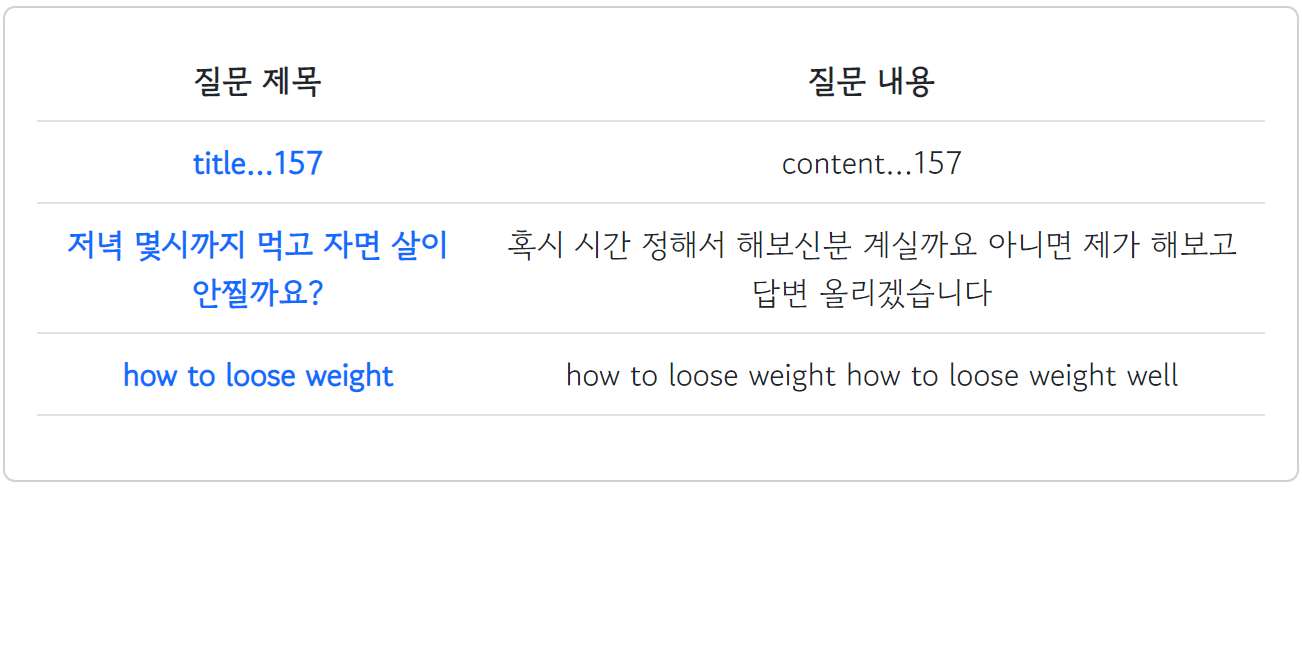 질문 제목 질문 내용
title...157 content...157
저녁 몇시까지 먹고 자면 살이
안찔까요?
혹시 시간 정해서 해보신분 계실까요 아니면 제가 해보고
답변 올리겠습니다
how to loose weight how to loose weight how to loose weight well